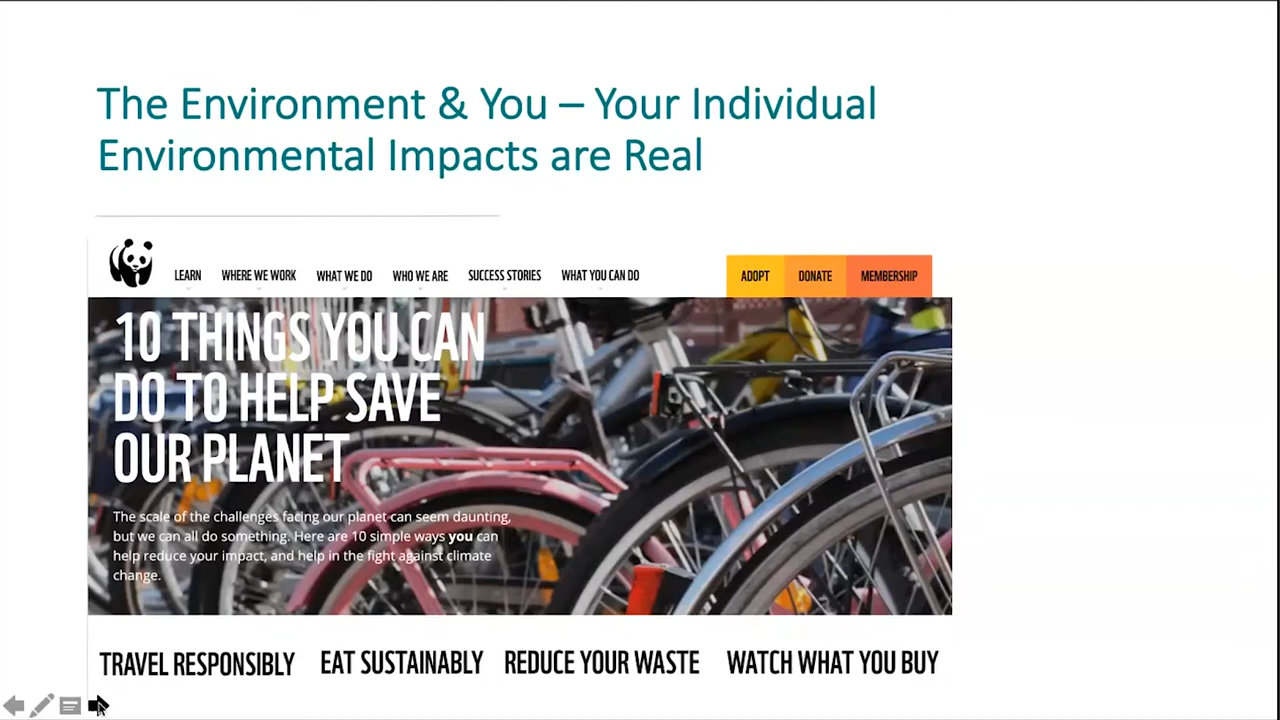 The Environment & You – Your Individual
Environmental Impacts are Real
LEARN WHERE WE WORK WHAT WE DO WHO WE ARE SUCCESS STORIES WHAT YOU CAN DO ADOPT DONATE MEMBERSHIP
10 THINGS YOU CAN
DO TO HELP SAVE
OUR PLANET
The scale of the challenges facing our planet can seem daunting,
but we can all do something. Here are 10 simple ways you can
help reduce your impact, and help in the fight against climate
change.
TRAVEL RESPONSIBLY EAT SUSTAINABLY REDUCE YOUR WASTE WATCH WHAT YOU BUY